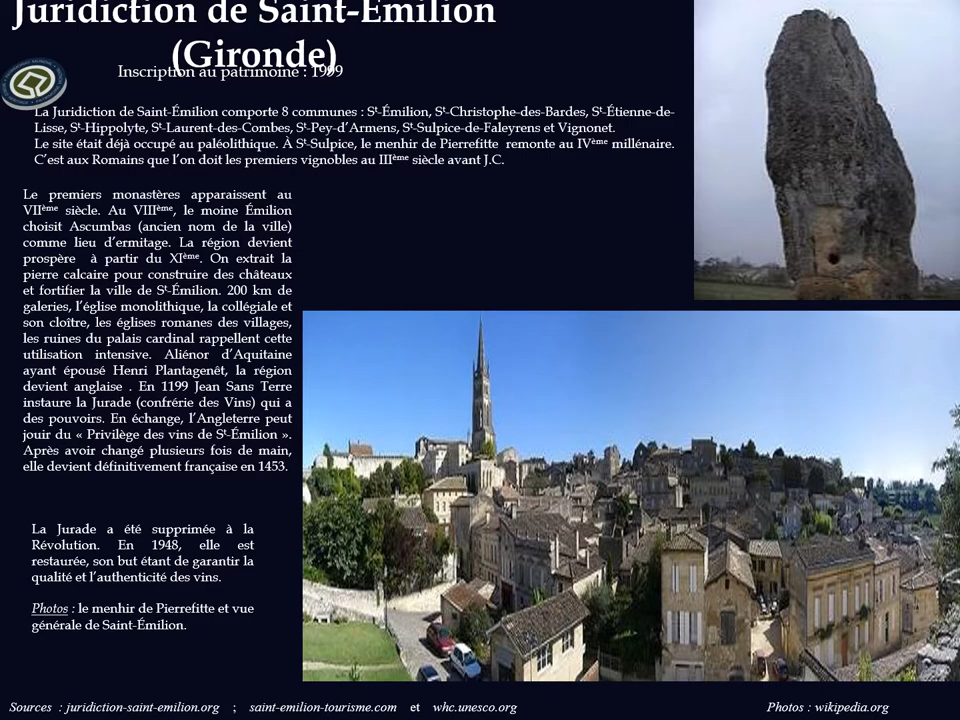 Juridiction de Saint-Émilion
(Gironde)
Inscription au patrimoine : 1999
La Juridiction de Saint-Émilion comporte 8 communes : St-Émilion, St-Christophe-des-Bardes, St-Étienne-de-
Lisse, St-Hippolyte, St-Laurent-des-Combes, St-Pey-d’Armens, St-Sulpice-de-Faleyrens et Vignonet.
Le site était déjà occupé au paléolithique. À St-Sulpice, le menhir de Pierrefitte remonte au IVème millénaire.
C’est aux Romains que l’on doit les premiers vignobles au IIIème siècle avant J.C.
Le premiers monastères apparaissent au
VIIème siècle. Au VIIIème, le moine Émilion
choisit Ascumbas (ancien nom de la ville)
comme lieu d’ermitage. La région devient
prospère à partir du XIème. On extrait la
pierre calcaire pour construire des châteaux
et fortifier la ville de St-Émilion. 200 km de
galeries, l’église monolithique, la collégiale et
son cloître, les églises romanes des villages,
les ruines du palais cardinal rappellent cette
utilisation intensive. Aliénor d’Aquitaine
ayant épousé Henri Plantagenêt, la région
devient anglaise . En 1199 Jean Sans Terre
instaure la Jurade (confrérie des Vins) qui a
des pouvoirs. En échange, l’Angleterre peut
jouir du « Privilège des vins de St-Émilion ».
Après avoir changé plusieurs fois de main,
elle devient définitivement française en 1453.
La Jurade a été supprimée à la
Révolution. En 1948, elle est
restaurée, son but étant de garantir la
qualité et l’authenticité des vins.
Photos : le menhir de Pierrefitte et vue
générale de Saint-Émilion.
Sources : juridiction-saint-emilion.org ; saint-emilion-tourisme.com et whc.unesco.org
Photos : wikipedia.org